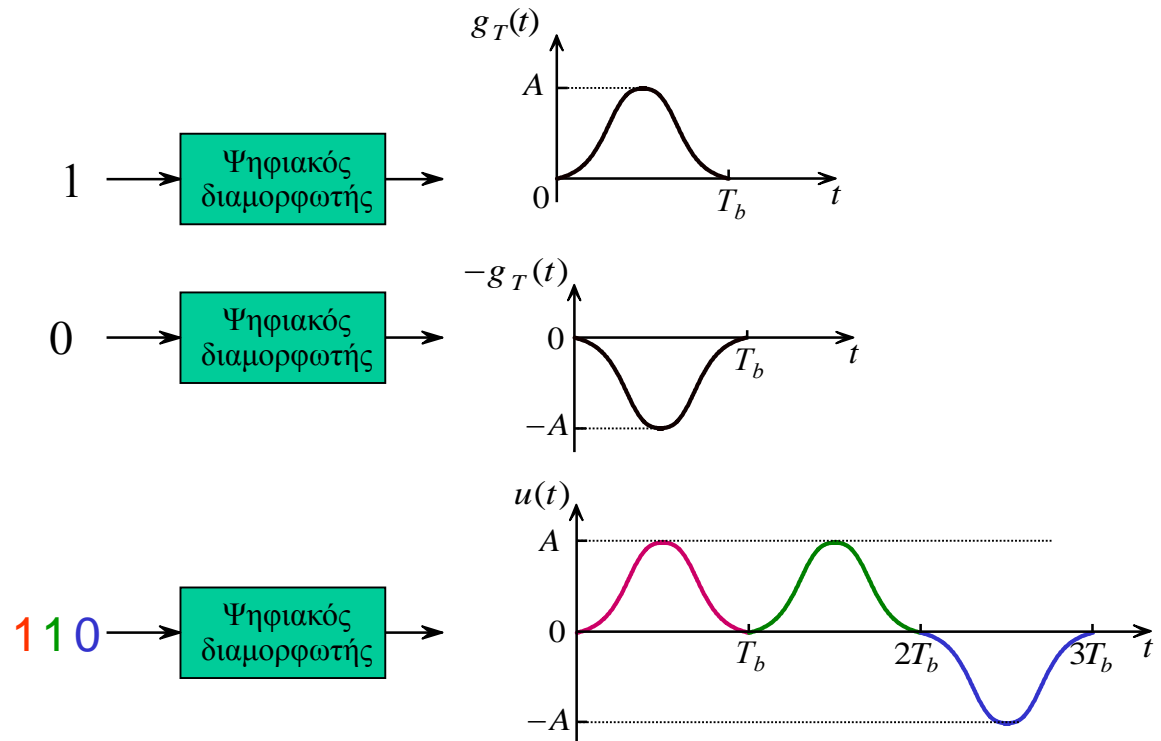 g_T(t)
A
1
Ψηφιακός
διαμορφωτής
0
T_b
t
−g_T(t)
0
Ψηφιακός
διαμορφωτής
0
T_b
t
−A
u(t)
A
110
Ψηφιακός
διαμορφωτής
0
T_b
2T_b
3T_b
t
−A